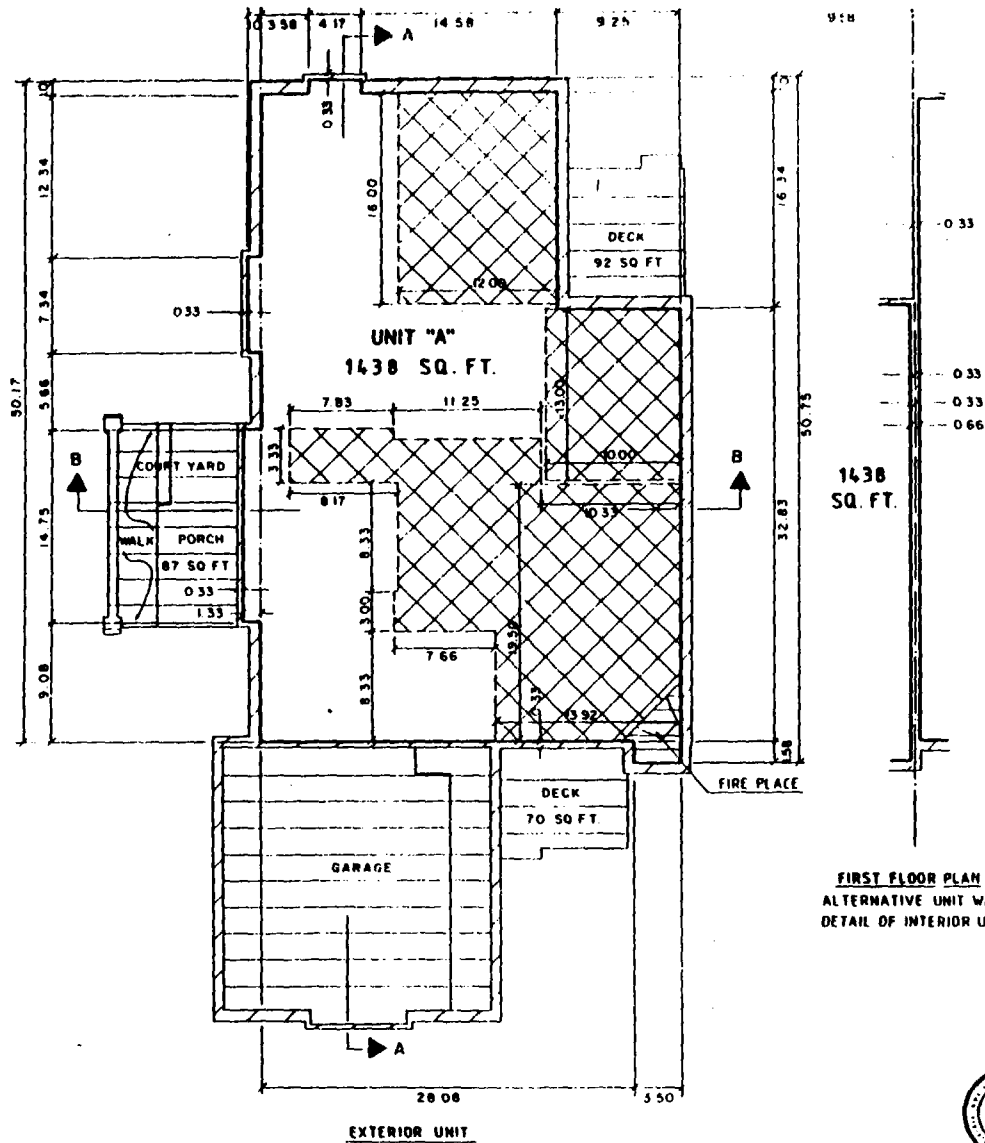 3.58 4.17 14.58 9.25 9.18
A
0.33
12.34
16.00
16.34
DECK
92 SQ FT
0.33
12.00
7.34
0.33
UNIT "A"
1438 SQ. FT.
50.17
5.66
7.83 11.25
13.00
50.75
0.33
0.33
0.66
B
3.33
COURT YARD
10.00
B
8.17
10.33
1438
SQ. FT.
14.75
WALK PORCH
87 SQ FT
8.33
32.83
0.33
1.33
3.00
7.66
19.50
9.08
8.33
.33
13.92
1.58
FIRE PLACE
DECK
70 SQ FT.
GARAGE
FIRST FLOOR PLAN
ALTERNATIVE UNIT
DETAIL OF INTERIOR
A
28.08 3.50
EXTERIOR UNIT